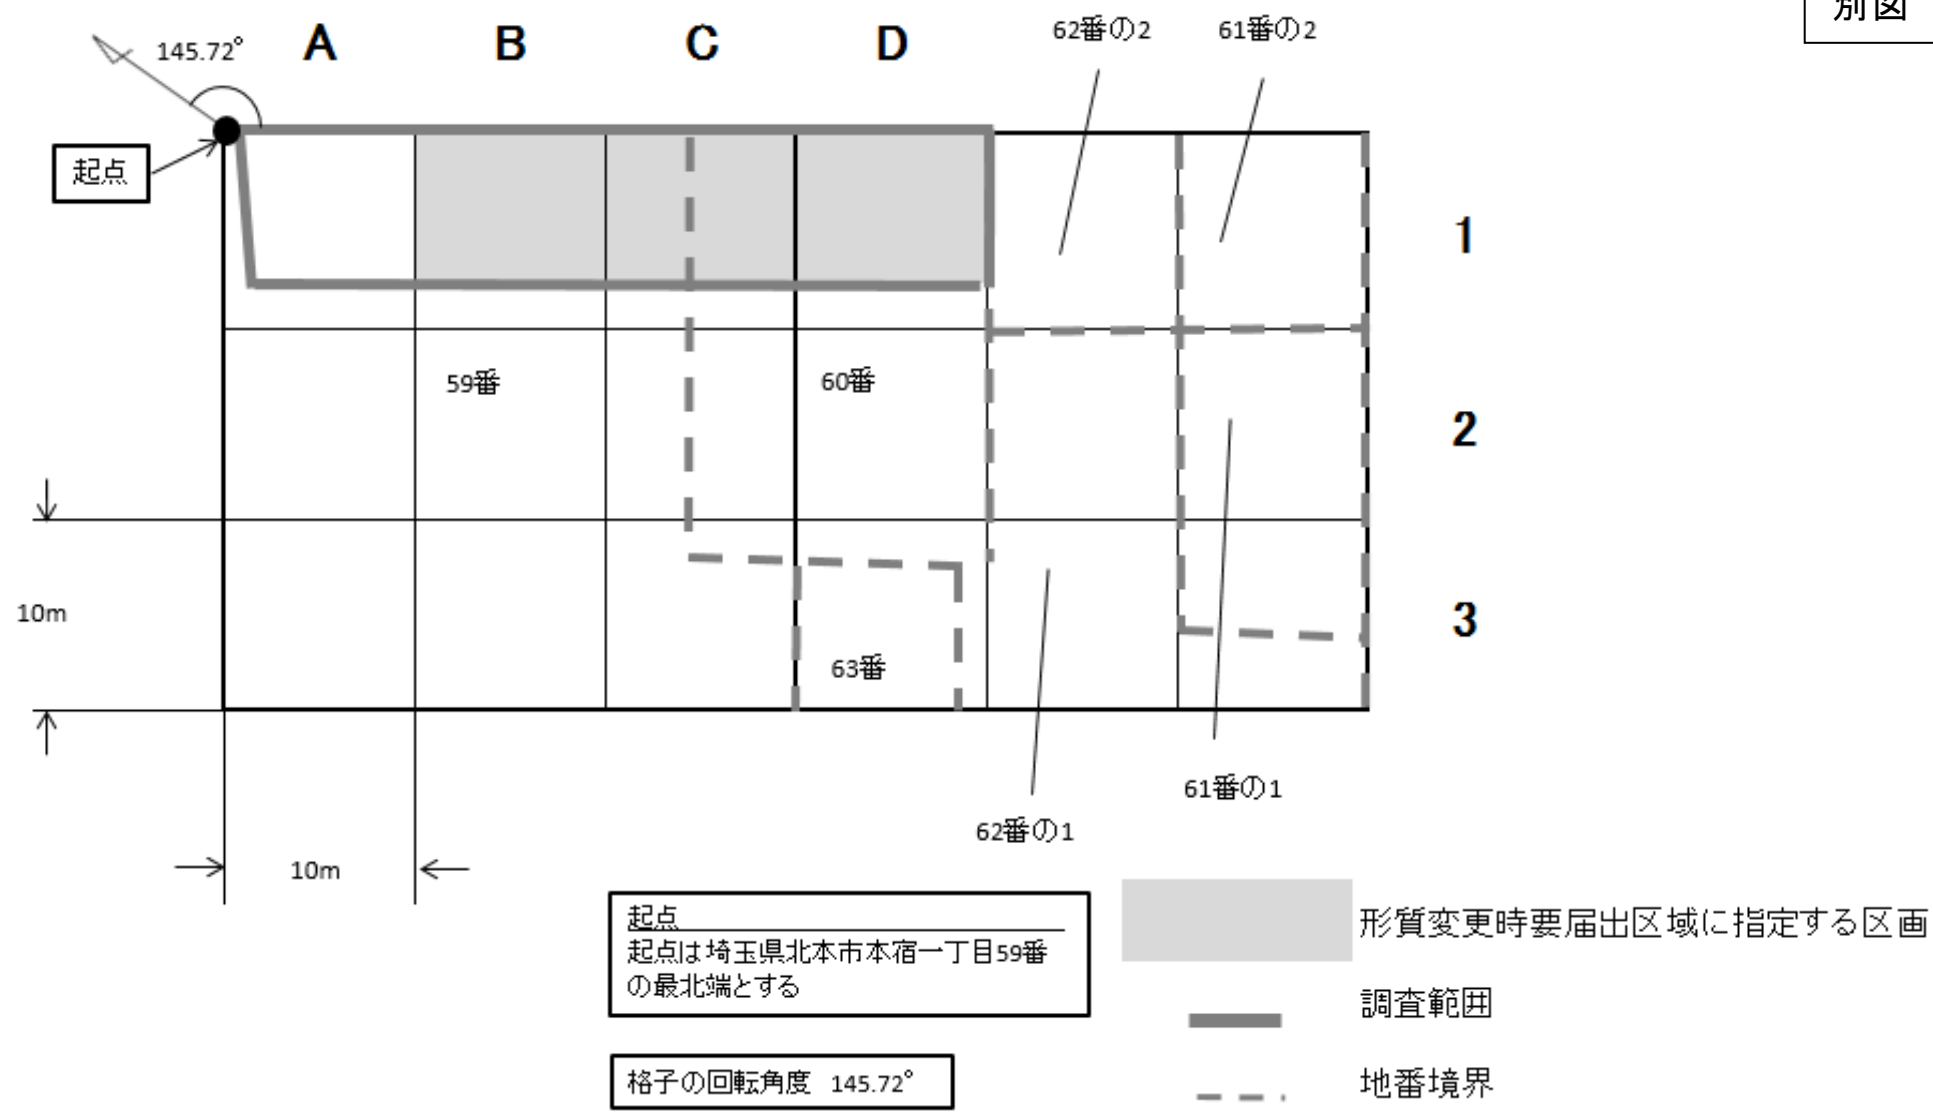 別図
62番の2
61番の2
145.72°
A
B
C
D
起点
1
59番
60番
2
10m
3
63番
61番の1
62番の1
10m
起点
起点は埼玉県北本市本宿一丁目59番
の最北端とする
形質変更時要届出区域に指定する区画
調査範囲
格子の回転角度 145.72°
地番境界